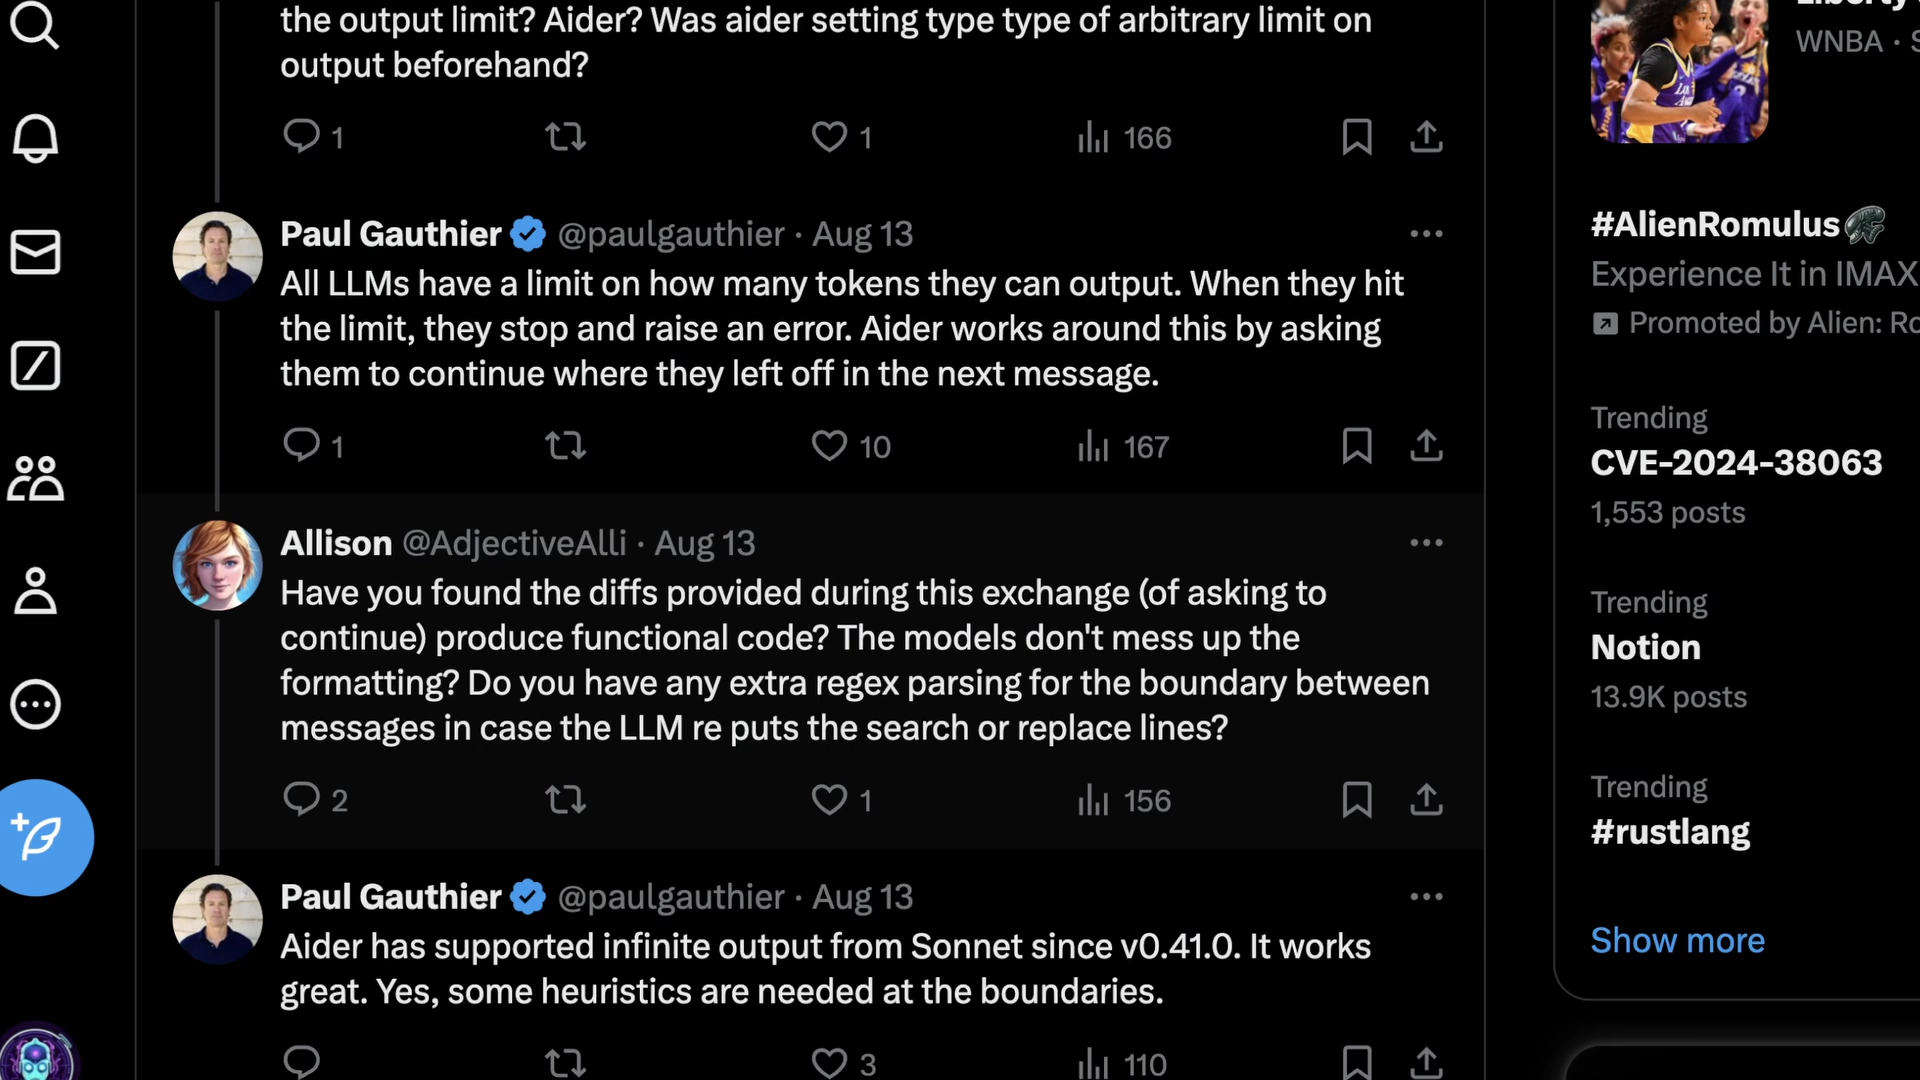 the output limit? Aider? Was aider setting type type of arbitrary limit on
output beforehand?
1
1
166
Paul Gauthier @paulgauthier · Aug 13
All LLMs have a limit on how many tokens they can output. When they hit
the limit, they stop and raise an error. Aider works around this by asking
them to continue where they left off in the next message.
1
10
167
Allison @AdjectiveAlli · Aug 13
Have you found the diffs provided during this exchange (of asking to
continue) produce functional code? The models don't mess up the
formatting? Do you have any extra regex parsing for the boundary between
messages in case the LLM re puts the search or replace lines?
2
1
156
Paul Gauthier @paulgauthier · Aug 13
Aider has supported infinite output from Sonnet since v0.41.0. It works
great. Yes, some heuristics are needed at the boundaries.
3
110
WNBA ·
#AlienRomulus
Experience It in IMAX
Promoted by Alien:
Trending
CVE-2024-38063
1,553 posts
Trending
Notion
13.9K posts
Trending
#rustlang
Show more